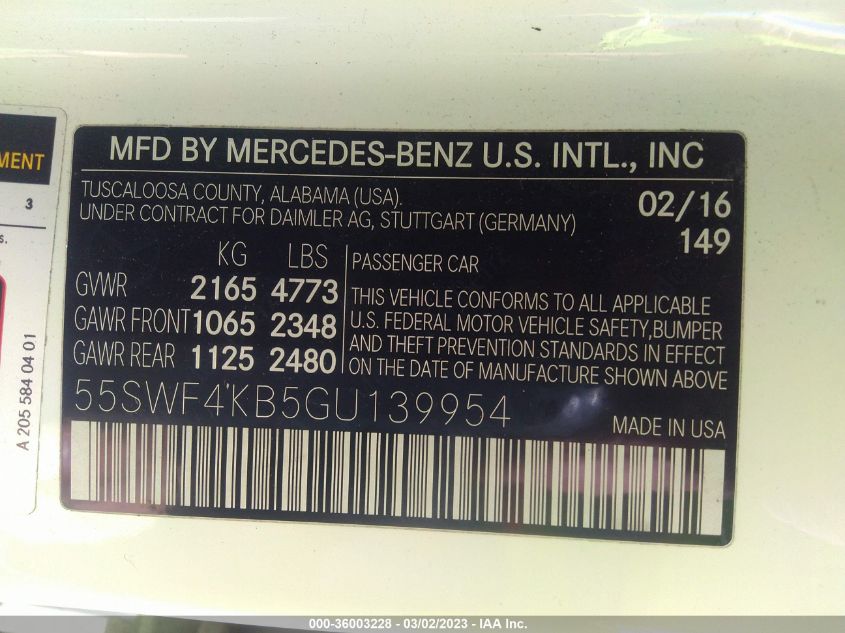 MENT
3
S.
A 205 584 04 01
MFD BY MERCEDES-BENZ U.S. INTL., INC
TUSCALOOSA COUNTY, ALABAMA (USA).
UNDER CONTRACT FOR DAIMLER AG, STUTTGART (GERMANY)
02/16
149
KG LBS
GVWR 2165 4773
GAWR FRONT 1065 2348
GAWR REAR 1125 2480
PASSENGER CAR
THIS VEHICLE CONFORMS TO ALL APPLICABLE
U.S. FEDERAL MOTOR VEHICLE SAFETY, BUMPER
AND THEFT PREVENTION STANDARDS IN EFFECT
ON THE DATE OF MANUFACTURE SHOWN ABOVE.
55SWF4KB5GU139954
MADE IN USA
000-36003228 - 03/02/2023 - IAA Inc.